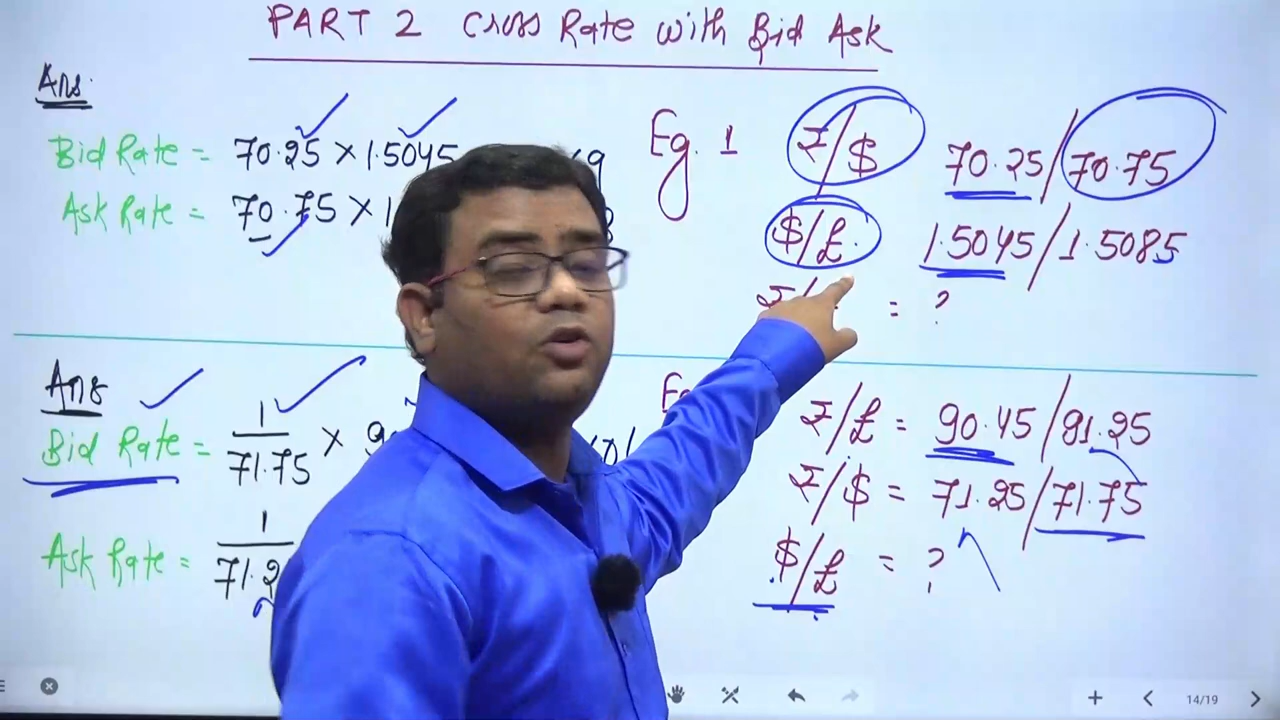 PART 2 Cross Rate with Bid Ask
Ans.
Bid Rate = 70.25 × 1.5045
Ask Rate = 70.75 × 1
Eg. 1 ₹/$ 70.25/70.75
$/£ 1.5045/1.5085
= ?
Ans
Bid Rate = 1/71.75 ×
Ask Rate = 1/71.2
₹/£ = 90.45/91.25
₹/$ = 71.25/71.75
$/£ = ?
14/19